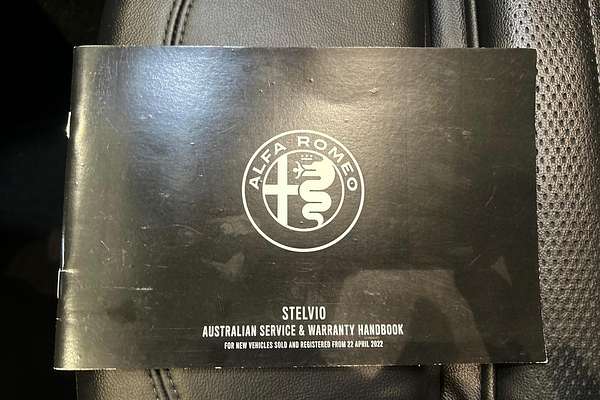 ALFA ROMEO
STELVIO
AUSTRALIAN SERVICE & WARRANTY HANDBOOK
FOR NEW VEHICLES SOLD AND REGISTERED FROM 22 APRIL 2022